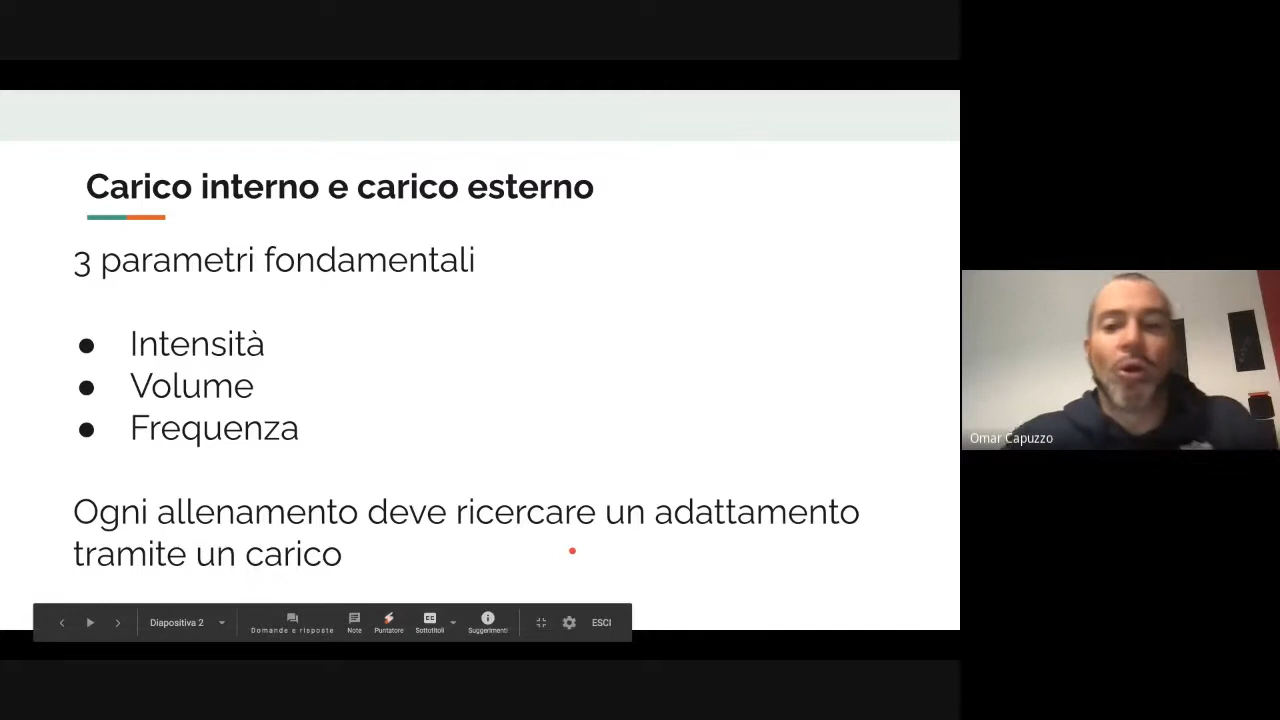 Carico interno e carico esterno
3 parametri fondamentali
● Intensità
● Volume
● Frequenza
Ogni allenamento deve ricercare un adattamento
tramite un carico
Omar Capuzzo
Diapositiva 2
Domande e risposte
Note
Puntatore
Sottotitoli
Suggerimenti
ESCI